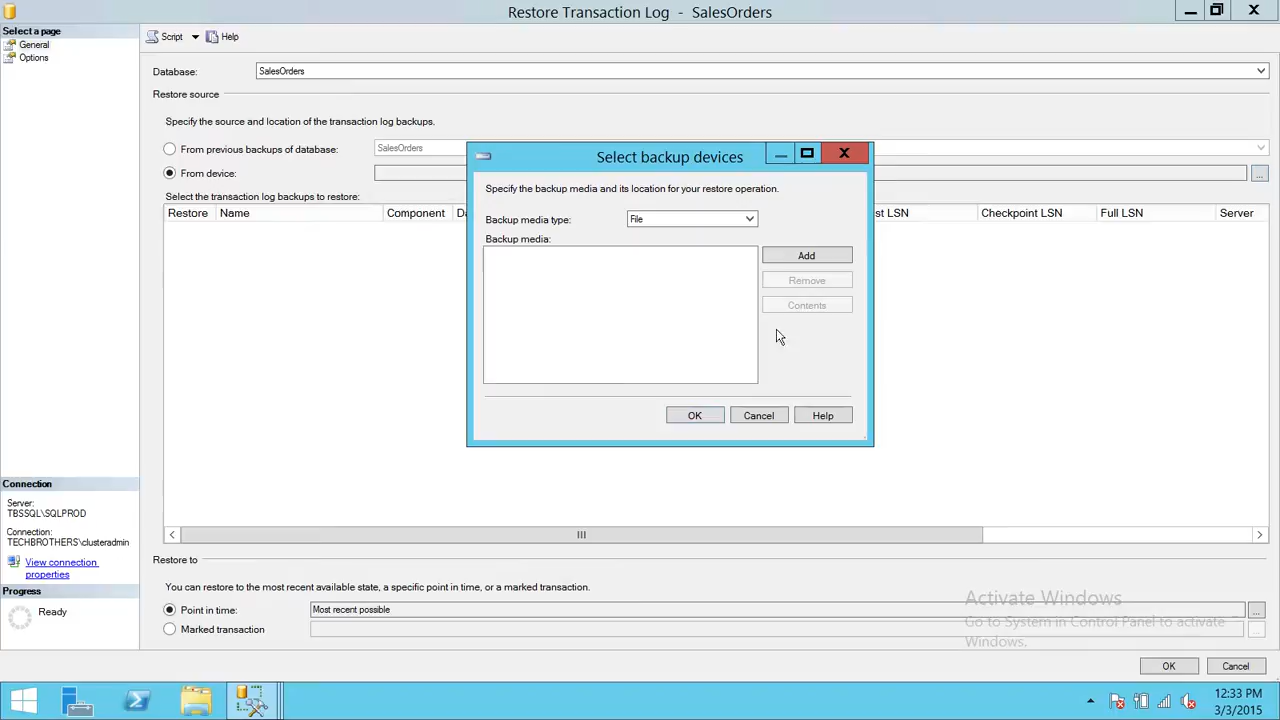 Restore Transaction Log - SalesOrders
Select a page
General
Options
Script
Help
Database:
SalesOrders
Restore source
Specify the source and location of the transaction log backups.
From previous backups of database:
SalesOrders
From device:
...
Select the transaction log backups to restore:
Restore
Name
Component
Checkpoint LSN
Full LSN
Server
Select backup devices
Specify the backup media and its location for your restore operation.
Backup media type:
File
Backup media:
Add
Remove
Contents
OK
Cancel
Help
Connection
Server:
TBSSQL\SQLPROD
Connection:
TECHBROTHERS\clusteradmin
View connection
properties
Progress
Ready
Restore to
You can restore to the most recent available state, a specific point in time, or a marked transaction.
Point in time:
Most recent possible
...
Marked transaction
...
Activate Windows
Go to System in Control Panel to activate
Windows.
OK
Cancel
12:33 PM
3/3/2015